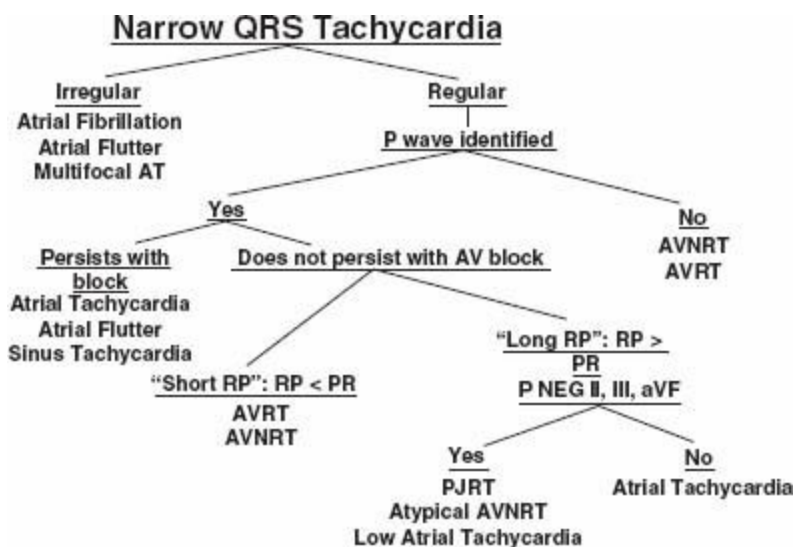 Narrow QRS Tachycardia
Irregular
Atrial Fibrillation
Atrial Flutter
Multifocal AT
Regular
P wave identified
Yes
No
AVNRT
AVRT
Persists with
block
Atrial Tachycardia
Atrial Flutter
Sinus Tachycardia
Does not persist with AV block
“Short RP”: RP < PR
AVRT
AVNRT
“Long RP”: RP >
PR
P NEG II, III, aVF
Yes
PJRT
Atypical AVNRT
Low Atrial Tachycardia
No
Atrial Tachycardia